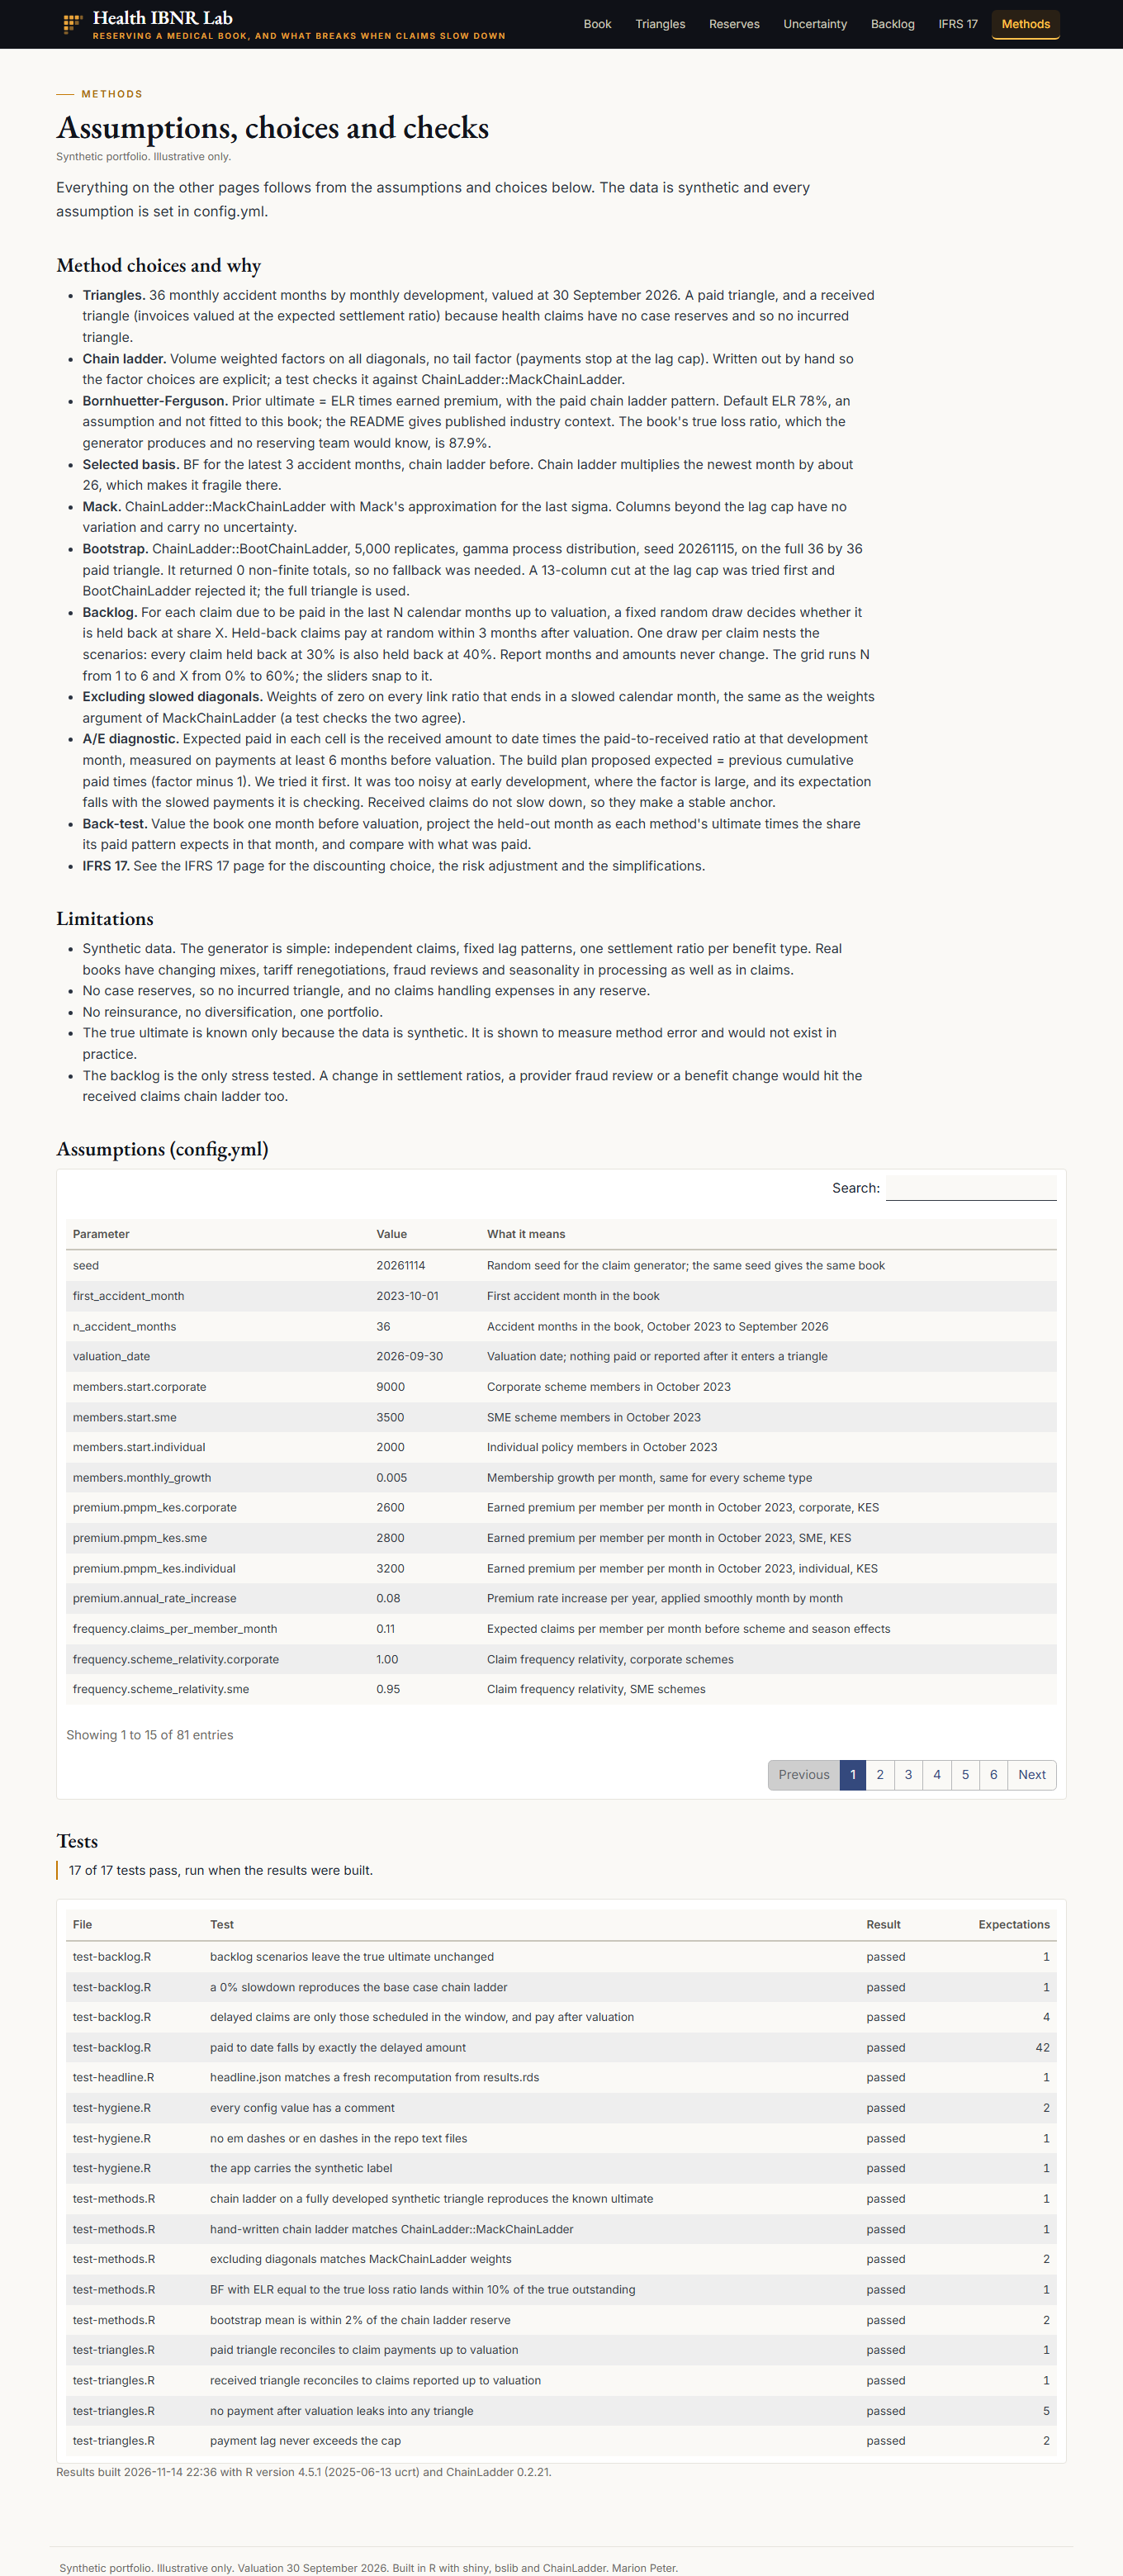 Health IBNR Lab
RESERVING A MEDICAL BOOK, AND WHAT BREAKS WHEN CLAIMS SLOW DOWN
Book Triangles Reserves Uncertainty Backlog IFRS 17 Methods
METHODS
Assumptions, choices and checks
Synthetic portfolio. Illustrative only.
Everything on the other pages follows from the assumptions and choices below. The data is synthetic and every
assumption is set in config.yml.
Method choices and why
• Triangles. 36 monthly accident months by monthly development, valued at 30 September 2026. A paid triangle, and a received
triangle (invoices valued at the expected settlement ratio) because health claims have no case reserves and so no incurred
triangle.
• Chain ladder. Volume weighted factors on all diagonals, no tail factor (payments stop at the lag cap). Written out by hand so
the factor choices are explicit; a test checks it against ChainLadder::MackChainLadder.
• Bornhuetter-Ferguson. Prior ultimate = ELR times earned premium, with the paid chain ladder pattern. Default ELR 78%, an
assumption and not fitted to this book; the README gives published industry context. The book's true loss ratio, which the
generator produces and no reserving team would know, is 87.9%.
• Selected basis. BF for the latest 3 accident months, chain ladder before. Chain ladder multiplies the newest month by about
26, which makes it fragile there.
• Mack. ChainLadder::MackChainLadder with Mack's approximation for the last sigma. Columns beyond the lag cap have no
variation and carry no uncertainty.
• Bootstrap. ChainLadder::BootChainLadder, 5,000 replicates, gamma process distribution, seed 20261115, on the full 36 by 36
paid triangle. It returned 0 non-finite totals, so no fallback was needed. A 13-column cut at the lag cap was tried first and
BootChainLadder rejected it; the full triangle is used.
• Backlog. For each claim due to be paid in the last N calendar months up to valuation, a fixed random draw decides whether it
is held back at share X. Held-back claims pay at random within 3 months after valuation. One draw per claim nests the
scenarios: every claim held back at 30% is also held back at 40%. Report months and amounts never change. The grid runs N
from 1 to 6 and X from 0% to 60%; the sliders snap to it.
• Excluding slowed diagonals. Weights of zero on every link ratio that ends in a slowed calendar month, the same as the weights
argument of MackChainLadder (a test checks the two agree).
• A/E diagnostic. Expected paid in each cell is the received amount to date times the paid-to-received ratio at that development
month, measured on payments at least 6 months before valuation. The build plan proposed expected = previous cumulative
paid times (factor minus 1). We tried it first. It was too noisy at early development, where the factor is large, and its expectation
falls with the slowed payments it is checking. Received claims do not slow down, so they make a stable anchor.
• Back-test. Value the book one month before valuation, project the held-out month as each method's ultimate times the share
its paid pattern expects in that month, and compare with what was paid.
• IFRS 17. See the IFRS 17 page for the discounting choice, the risk adjustment and the simplifications.
Limitations
• Synthetic data. The generator is simple: independent claims, fixed lag patterns, one settlement ratio per benefit type. Real
books have changing mixes, tariff renegotiations, fraud reviews and seasonality in processing as well as in claims.
• No case reserves, so no incurred triangle, and no claims handling expenses in any reserve.
• No reinsurance, no diversification, one portfolio.
• The true ultimate is known only because the data is synthetic. It is shown to measure method error and would not exist in
practice.
• The backlog is the only stress tested. A change in settlement ratios, a provider fraud review or a benefit change would hit the
received claims chain ladder too.
Assumptions (config.yml)
Search:
Parameter Value What it means
seed 20261114 Random seed for the claim generator; the same seed gives the same book
first_accident_month 2023-10-01 First accident month in the book
n_accident_months 36 Accident months in the book, October 2023 to September 2026
valuation_date 2026-09-30 Valuation date; nothing paid or reported after it enters a triangle
members.start.corporate 9000 Corporate scheme members in October 2023
members.start.sme 3500 SME scheme members in October 2023
members.start.individual 2000 Individual policy members in October 2023
members.monthly_growth 0.005 Membership growth per month, same for every scheme type
premium.pmpm_kes.corporate 2600 Earned premium per member per month in October 2023, corporate, KES
premium.pmpm_kes.sme 2800 Earned premium per member per month in October 2023, SME, KES
premium.pmpm_kes.individual 3200 Earned premium per member per month in October 2023, individual, KES
premium.annual_rate_increase 0.08 Premium rate increase per year, applied smoothly month by month
frequency.claims_per_member_month 0.11 Expected claims per member per month before scheme and season effects
frequency.scheme_relativity.corporate 1.00 Claim frequency relativity, corporate schemes
frequency.scheme_relativity.sme 0.95 Claim frequency relativity, SME schemes
Showing 1 to 15 of 81 entries
Previous 1 2 3 4 5 6 Next
Tests
17 of 17 tests pass, run when the results were built.
File Test Result Expectations
test-backlog.R backlog scenarios leave the true ultimate unchanged passed 1
test-backlog.R a 0% slowdown reproduces the base case chain ladder passed 1
test-backlog.R delayed claims are only those scheduled in the window, and pay after valuation passed 4
test-backlog.R paid to date falls by exactly the delayed amount passed 42
test-headline.R headline.json matches a fresh recomputation from results.rds passed 1
test-hygiene.R every config value has a comment passed 2
test-hygiene.R no em dashes or en dashes in the repo text files passed 1
test-hygiene.R the app carries the synthetic label passed 1
test-methods.R chain ladder on a fully developed synthetic triangle reproduces the known ultimate passed 1
test-methods.R hand-written chain ladder matches ChainLadder::MackChainLadder passed 1
test-methods.R excluding diagonals matches MackChainLadder weights passed 2
test-methods.R BF with ELR equal to the true loss ratio lands within 10% of the true outstanding passed 1
test-methods.R bootstrap mean is within 2% of the chain ladder reserve passed 2
test-triangles.R paid triangle reconciles to claim payments up to valuation passed 1
test-triangles.R received triangle reconciles to claims reported up to valuation passed 1
test-triangles.R no payment after valuation leaks into any triangle passed 5
test-triangles.R payment lag never exceeds the cap passed 2
Results built 2026-11-14 22:36 with R version 4.5.1 (2025-06-13 ucrt) and ChainLadder 0.2.21.
Synthetic portfolio. Illustrative only. Valuation 30 September 2026. Built in R with shiny, bslib and ChainLadder. Marion Peter.